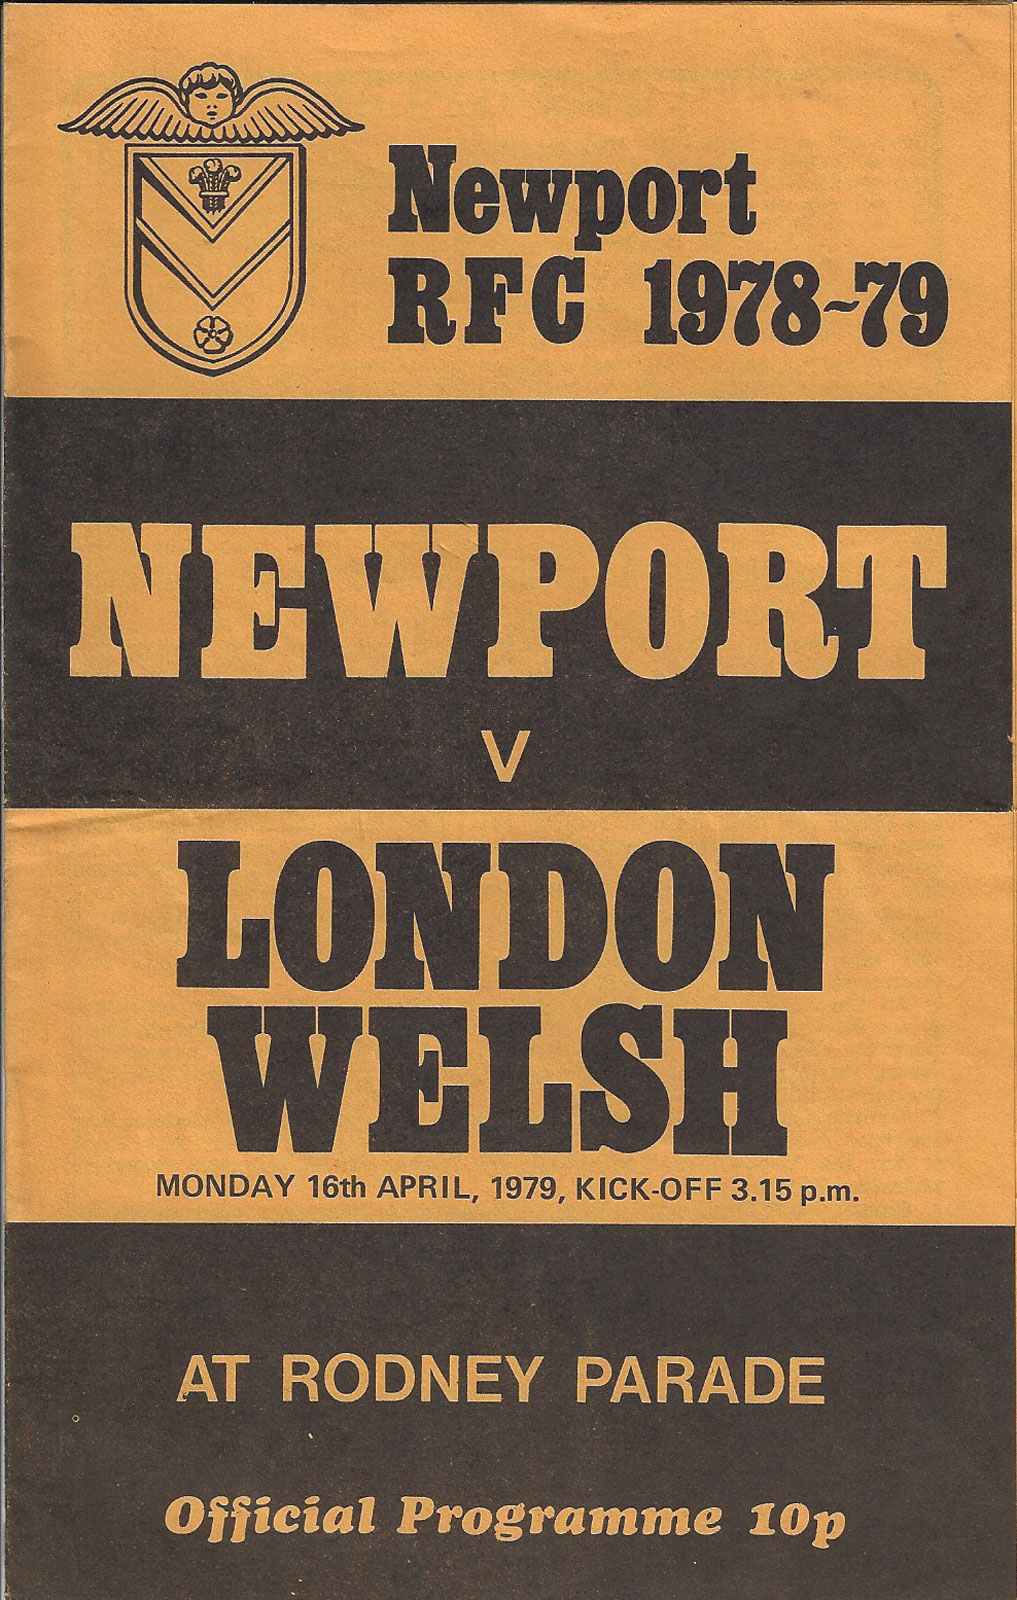 Newport
RFC 1978~79
NEWPORT
V
LONDON
WELSH
MONDAY 16th APRIL, 1979, KICK-OFF 3.15 p.m.
AT RODNEY PARADE
Official Programme 10p